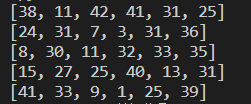 [38, 11, 42, 41, 31, 25]
[24, 31, 7, 3, 31, 36]
[8, 30, 11, 32, 33, 35]
[15, 27, 25, 40, 13, 31]
[41, 33, 9, 1, 25, 39]